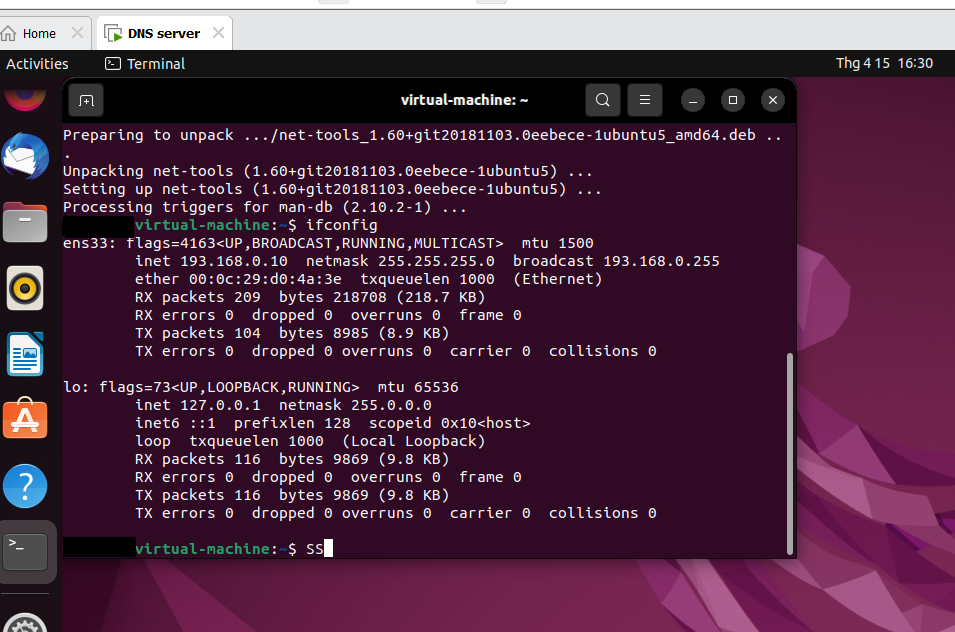 Home
DNS server
Activities
Terminal
Thg 4 15 16:30
virtual-machine: ~
Preparing to unpack .../net-tools_1.60+git20181103.0eebece-1ubuntu5_amd64.deb ..
.
Unpacking net-tools (1.60+git20181103.0eebece-1ubuntu5) ...
Setting up net-tools (1.60+git20181103.0eebece-1ubuntu5) ...
Processing triggers for man-db (2.10.2-1) ...
virtual-machine:~$ ifconfig
ens33: flags=4163<UP,BROADCAST,RUNNING,MULTICAST>  mtu 1500
inet 193.168.0.10  netmask 255.255.255.0  broadcast 193.168.0.255
ether 00:0c:29:d0:4a:3e  txqueuelen 1000  (Ethernet)
RX packets 209  bytes 218708 (218.7 KB)
RX errors 0  dropped 0  overruns 0  frame 0
TX packets 104  bytes 8985 (8.9 KB)
TX errors 0  dropped 0 overruns 0  carrier 0  collisions 0
lo: flags=73<UP,LOOPBACK,RUNNING>  mtu 65536
inet 127.0.0.1  netmask 255.0.0.0
inet6 ::1  prefixlen 128  scopeid 0x10<host>
loop  txqueuelen 1000  (Local Loopback)
RX packets 116  bytes 9869 (9.8 KB)
RX errors 0  dropped 0  overruns 0  frame 0
TX packets 116  bytes 9869 (9.8 KB)
TX errors 0  dropped 0 overruns 0  carrier 0  collisions 0
virtual-machine:~$ SS